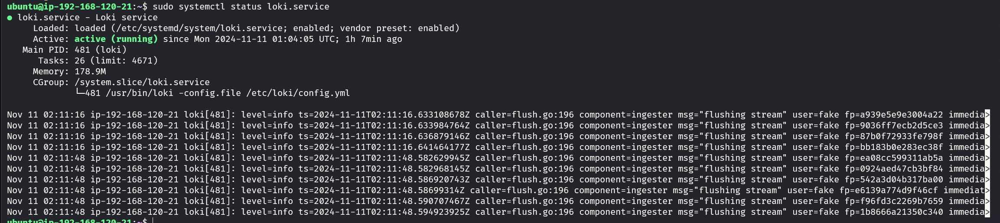 ubuntu@ip-192-168-120-21:~$ sudo systemctl status loki.service
● loki.service - Loki service
     Loaded: loaded (/etc/systemd/system/loki.service; enabled; vendor preset: enabled)
     Active: active (running) since Mon 2024-11-11 01:04:05 UTC; 1h 7min ago
   Main PID: 481 (loki)
      Tasks: 26 (limit: 4671)
     Memory: 178.9M
     CGroup: /system.slice/loki.service
             └─481 /usr/bin/loki -config.file /etc/loki/config.yml

Nov 11 02:11:16 ip-192-168-120-21 loki[481]: level=info ts=2024-11-11T02:11:16.633108678Z caller=flush.go:196 component=ingester msg="flushing stream" user=fake fp=a939e5e9e3004a22 immedia>
Nov 11 02:11:16 ip-192-168-120-21 loki[481]: level=info ts=2024-11-11T02:11:16.633984764Z caller=flush.go:196 component=ingester msg="flushing stream" user=fake fp=9036ff7ecb2d5ce3 immedia>
Nov 11 02:11:16 ip-192-168-120-21 loki[481]: level=info ts=2024-11-11T02:11:16.636879146Z caller=flush.go:196 component=ingester msg="flushing stream" user=fake fp=87b0f72933fe798f immedia>
Nov 11 02:11:16 ip-192-168-120-21 loki[481]: level=info ts=2024-11-11T02:11:16.641464177Z caller=flush.go:196 component=ingester msg="flushing stream" user=fake fp=bb183b0e283ec38f immedia>
Nov 11 02:11:48 ip-192-168-120-21 loki[481]: level=info ts=2024-11-11T02:11:48.582629945Z caller=flush.go:196 component=ingester msg="flushing stream" user=fake fp=ea08cc599311ab5a immedia>
Nov 11 02:11:48 ip-192-168-120-21 loki[481]: level=info ts=2024-11-11T02:11:48.582968145Z caller=flush.go:196 component=ingester msg="flushing stream" user=fake fp=0924aed47cb3bf84 immedia>
Nov 11 02:11:48 ip-192-168-120-21 loki[481]: level=info ts=2024-11-11T02:11:48.586920743Z caller=flush.go:196 component=ingester msg="flushing stream" user=fake fp=542a3d04b317ba00 immedia>
Nov 11 02:11:48 ip-192-168-120-21 loki[481]: level=info ts=2024-11-11T02:11:48.58699314Z caller=flush.go:196 component=ingester msg="flushing stream" user=fake fp=e6139a774d9f46cf immediat>
Nov 11 02:11:48 ip-192-168-120-21 loki[481]: level=info ts=2024-11-11T02:11:48.590707467Z caller=flush.go:196 component=ingester msg="flushing stream" user=fake fp=f96fd3c2269b7659 immedia>
Nov 11 02:11:48 ip-192-168-120-21 loki[481]: level=info ts=2024-11-11T02:11:48.594923925Z caller=flush.go:196 component=ingester msg="flushing stream" user=fake fp=1b8666a21350c340 immedia>
ubuntu@ip-192-168-120-21:~$